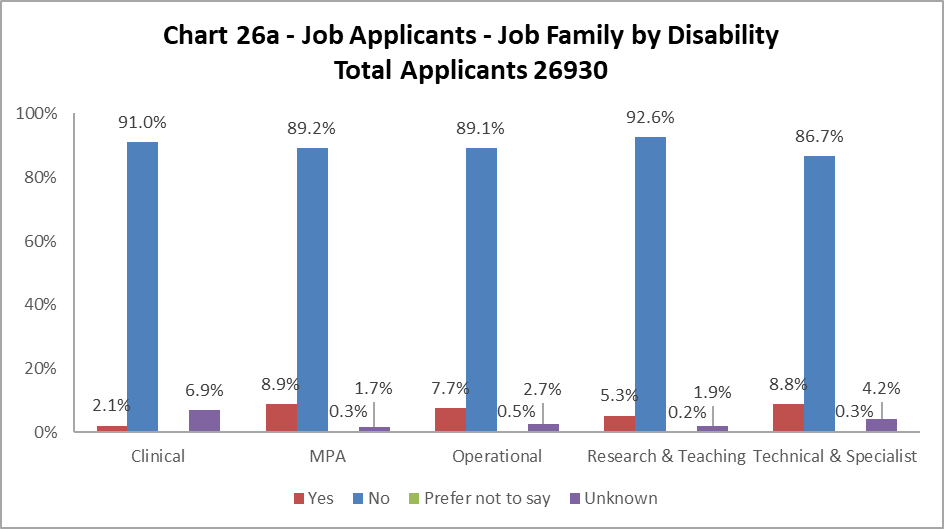 Chart 26a - Job Applicants - Job Family by Disability
Total Applicants 26930
100%
80%
60%
40%
20%
0%
2.1%
91.0%
6.9%
8.9%
89.2%
0.3%
1.7%
7.7%
89.1%
0.5%
2.7%
5.3%
92.6%
0.2%
1.9%
8.8%
86.7%
0.3%
4.2%
Clinical
MPA
Operational
Research & Teaching
Technical & Specialist
Yes
No
Prefer not to say
Unknown